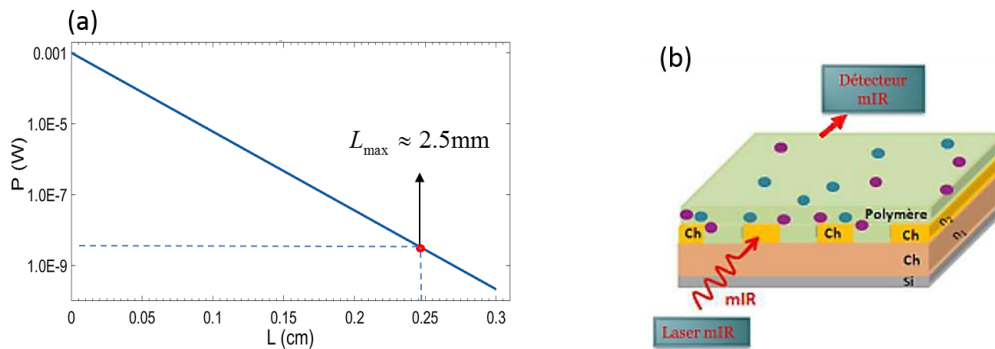 (a)
0.001
1.0E-5
1.0E-7
1.0E-9
P (W)
L_max ≈ 2.5mm
0 0.05 0.1 0.15 0.2 0.25 0.3
L (cm)
(b)
Détecteur
mIR
Polymère
Ch Ch Ch
n2
n1
Ch
Si
mIR
Laser mIR